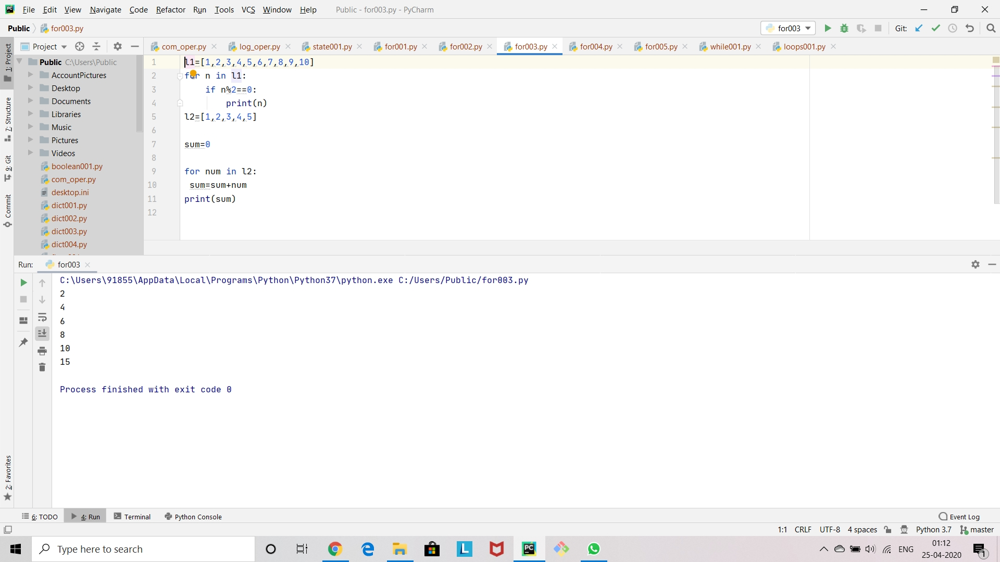 File Edit View Navigate Code Refactor Run Tools VCS Window Help Public - for003.py - PyCharm
Public for003.py for003 Git:
1: Project
Project
com_oper.py log_oper.py state001.py for001.py for002.py for003.py for004.py for005.py while001.py loops001.py
Public C:\Users\Public
AccountPictures
Desktop
Documents
Libraries
Music
Pictures
Videos
boolean001.py
com_oper.py
desktop.ini
dict001.py
dict002.py
dict003.py
dict004.py
7: Structure
9: Git
Commit
2: Favorites
1 l1=[1,2,3,4,5,6,7,8,9,10]
2 for n in l1:
3 if n%2==0:
4 print(n)
5 l2=[1,2,3,4,5]
6
7 sum=0
8
9 for num in l2:
10 sum=sum+num
11 print(sum)
12
Run: for003
C:\Users\91855\AppData\Local\Programs\Python\Python37\python.exe C:/Users/Public/for003.py
2
4
6
8
10
15
Process finished with exit code 0
6: TODO 4: Run Terminal Python Console Event Log
1:1 CRLF UTF-8 4 spaces Python 3.7 master
Type here to search
ENG
01:12
25-04-2020
1